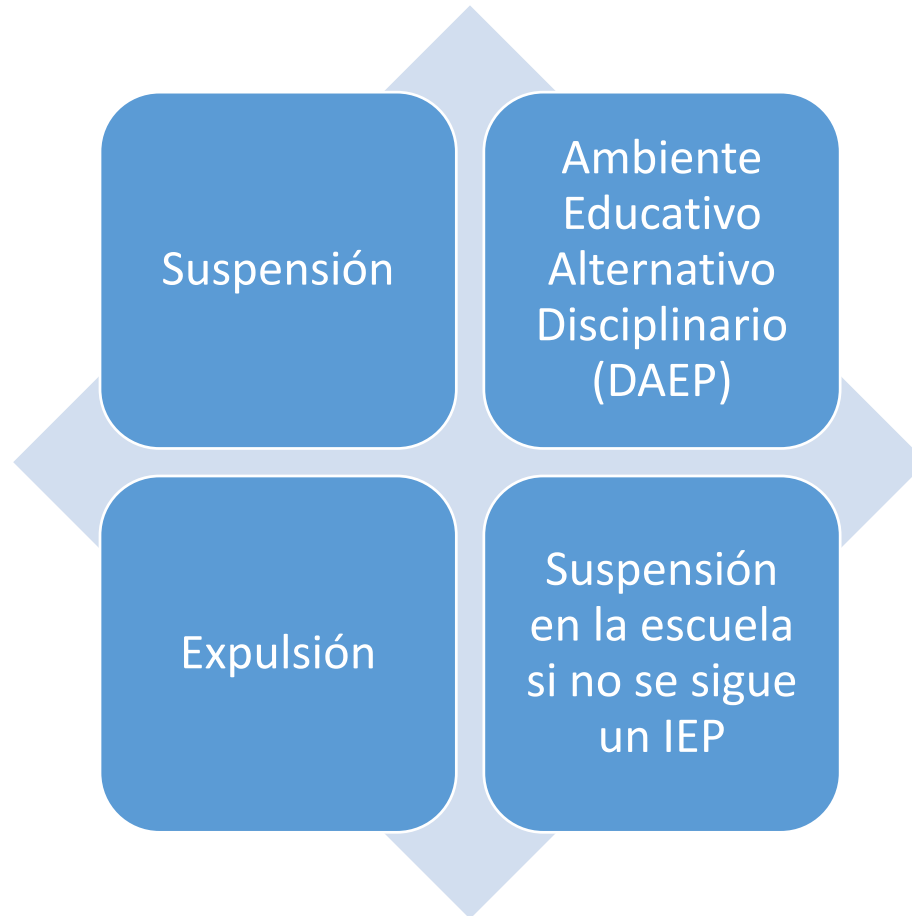 Suspensión
Ambiente
Educativo
Alternativo
Disciplinario
(DAEP)
Expulsión
Suspensión
en la escuela
si no se sigue
un IEP